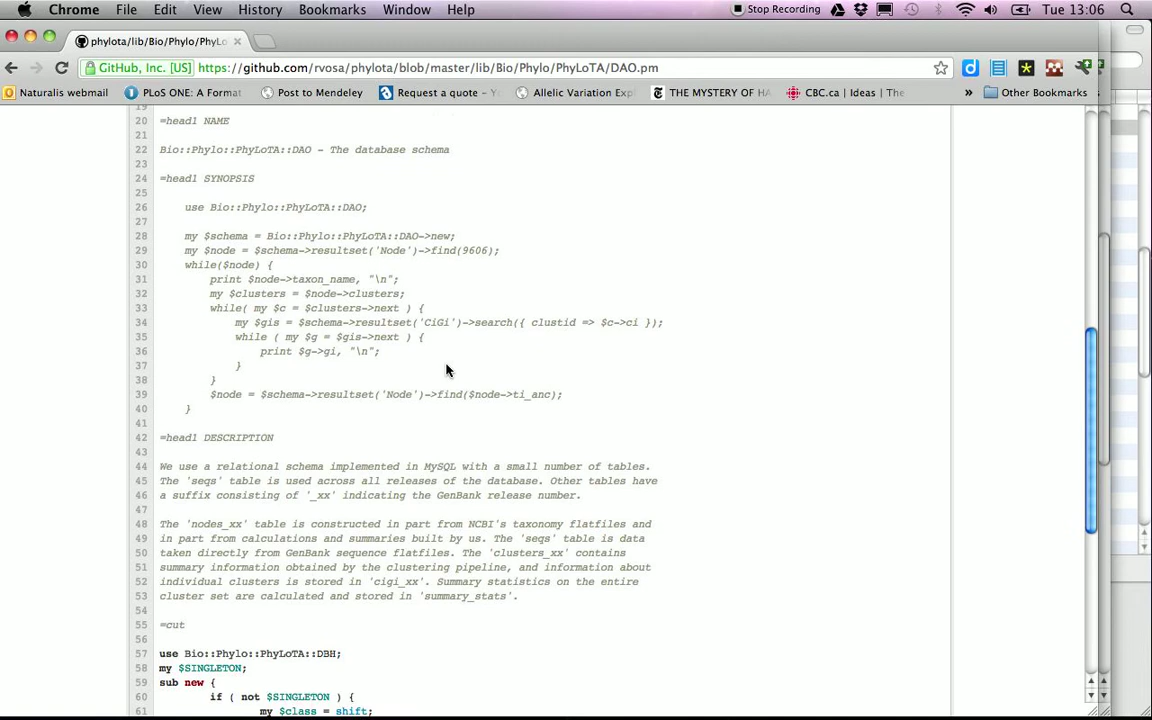 Chrome File Edit View History Bookmarks Window Help Stop Recording Tue 13:06
phylota/lib/Bio/Phylo/PhyLo
GitHub, Inc. [US] https://github.com/rvosa/phylota/blob/master/lib/Bio/Phylo/PhyLoTA/DAO.pm
Naturalis webmail PLoS ONE: A Format Post to Mendeley Request a quote – Yo Allelic Variation Expl THE MYSTERY OF HA CBC.ca | Ideas | The » Other Bookmarks
19
20 =head1 NAME
21
22 Bio::Phylo::PhyLoTA::DAO - The database schema
23
24 =head1 SYNOPSIS
25
26 use Bio::Phylo::PhyLoTA::DAO;
27
28 my $schema = Bio::Phylo::PhyLoTA::DAO->new;
29 my $node = $schema->resultset('Node')->find(9606);
30 while($node) {
31 print $node->taxon_name, "\n";
32 my $clusters = $node->clusters;
33 while( my $c = $clusters->next ) {
34 my $gis = $schema->resultset('CiGi')->search({ clustid => $c->ci });
35 while ( my $g = $gis->next ) {
36 print $g->gi, "\n";
37 }
38 }
39 $node = $schema->resultset('Node')->find($node->ti_anc);
40 }
41
42 =head1 DESCRIPTION
43
44 We use a relational schema implemented in MySQL with a small number of tables.
45 The 'seqs' table is used across all releases of the database. Other tables have
46 a suffix consisting of '_xx' indicating the GenBank release number.
47
48 The 'nodes_xx' table is constructed in part from NCBI's taxonomy flatfiles and
49 in part from calculations and summaries built by us. The 'seqs' table is data
50 taken directly from GenBank sequence flatfiles. The 'clusters_xx' contains
51 summary information obtained by the clustering pipeline, and information about
52 individual clusters is stored in 'cigi_xx'. Summary statistics on the entire
53 cluster set are calculated and stored in 'summary_stats'.
54
55 =cut
56
57 use Bio::Phylo::PhyLoTA::DBH;
58 my $SINGLETON;
59 sub new {
60 if ( not $SINGLETON ) {
61 my $class = shift;